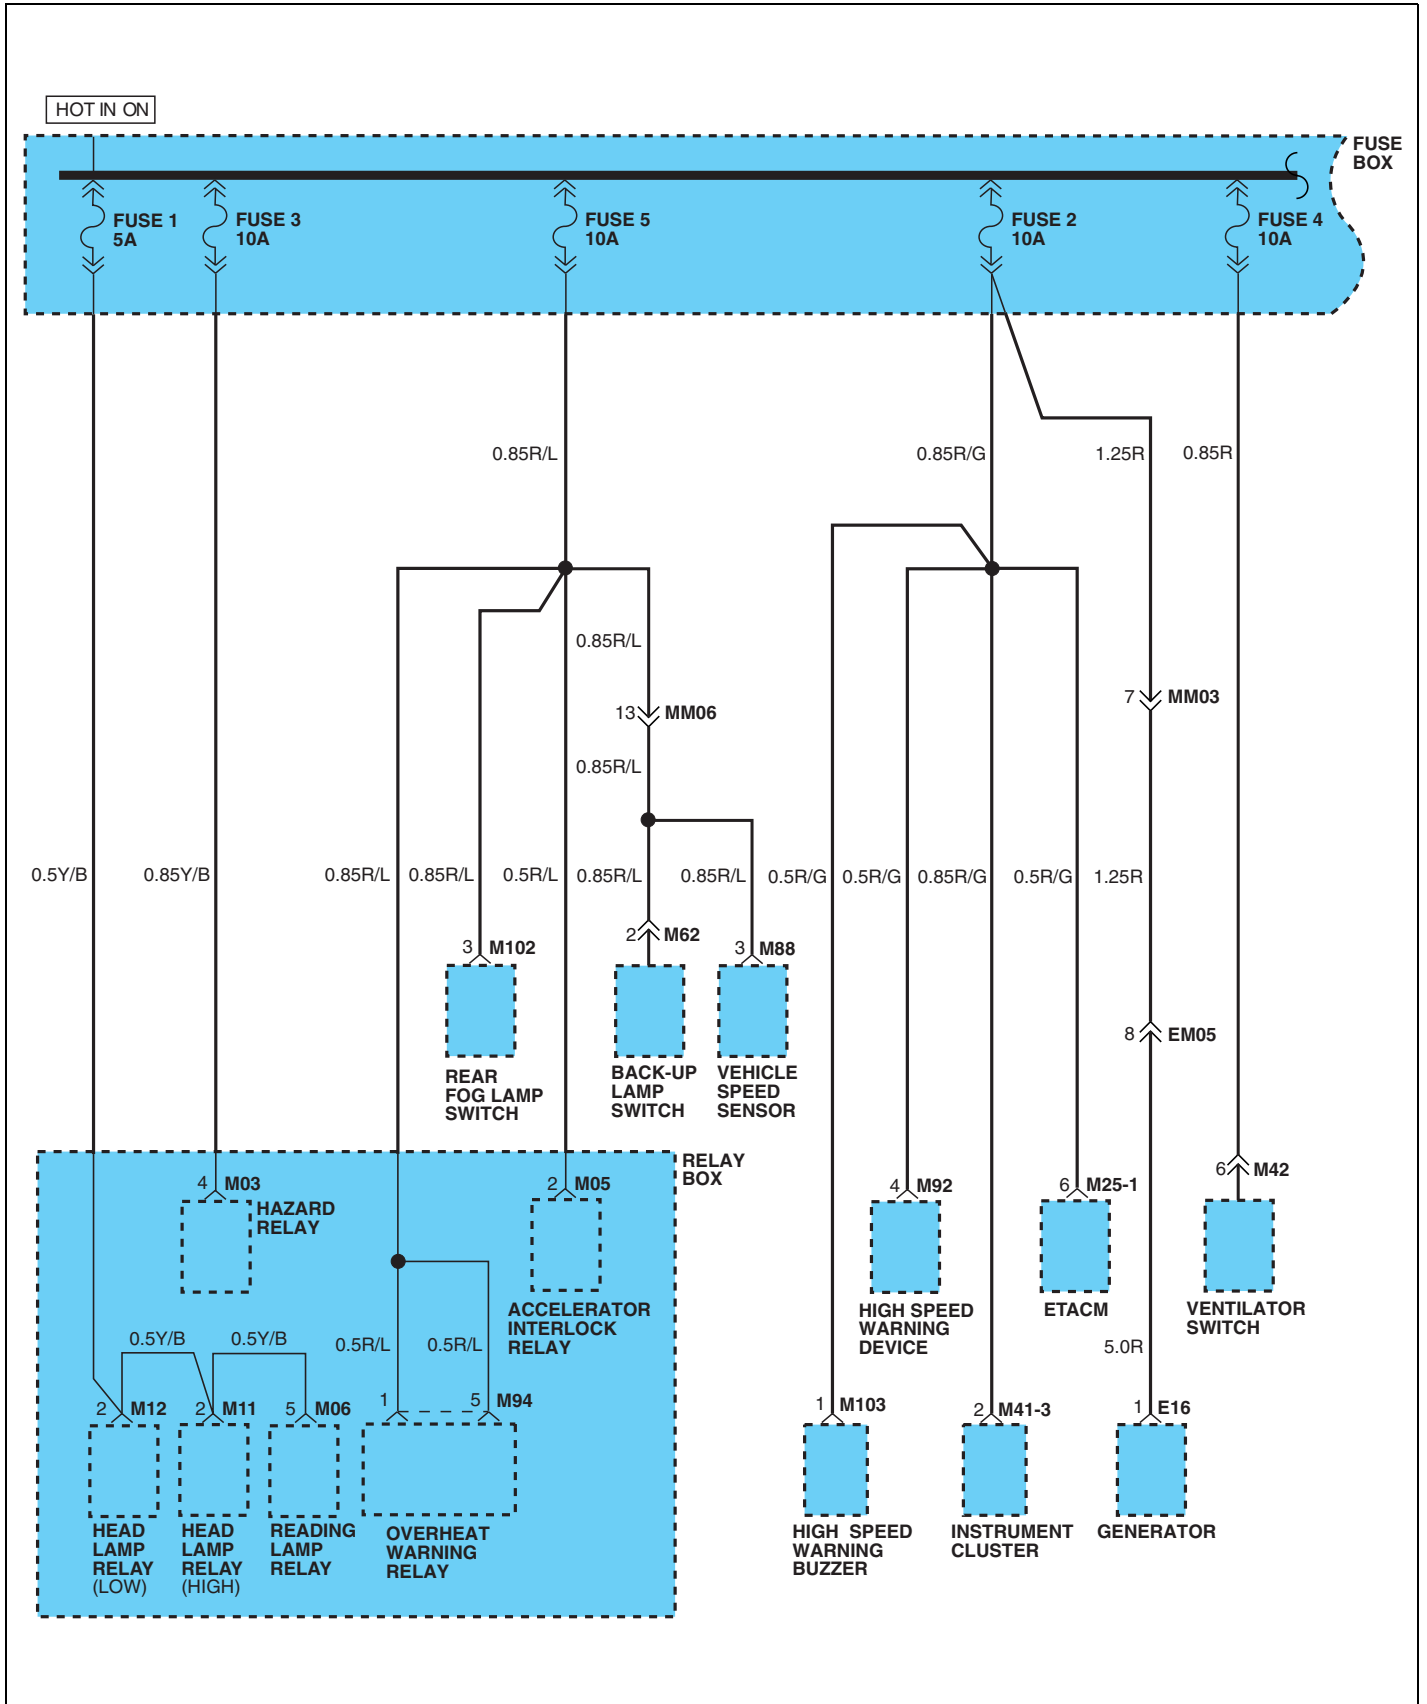 HOT IN ON
FUSE
BOX
FUSE 1
5A
FUSE 3
10A
FUSE 5
10A
FUSE 2
10A
FUSE 4
10A
0.85R/L
0.85R/G
1.25R
0.85R
0.85R/L
13
MM06
7
MM03
0.85R/L
0.5Y/B
0.85Y/B
0.85R/L
0.85R/L
0.5R/L
0.85R/L
0.85R/L
0.5R/G
0.5R/G
0.85R/G
0.5R/G
1.25R
3
M102
2
M62
3
M88
8
EM05
REAR
FOG LAMP
SWITCH
BACK-UP
LAMP
SWITCH
VEHICLE
SPEED
SENSOR
RELAY
BOX
4
M03
HAZARD
RELAY
2
M05
ACCELERATOR
INTERLOCK
RELAY
4
M92
HIGH SPEED
WARNING
DEVICE
6
M25-1
ETACM
6
M42
VENTILATOR
SWITCH
0.5Y/B
0.5Y/B
0.5R/L
0.5R/L
5.0R
2
M12
2
M11
5
M06
1
5
M94
1
M103
2
M41-3
1
E16
HEAD
LAMP
RELAY
(LOW)
HEAD
LAMP
RELAY
(HIGH)
READING
LAMP
RELAY
OVERHEAT
WARNING
RELAY
HIGH SPEED
WARNING
BUZZER
INSTRUMENT
CLUSTER
GENERATOR